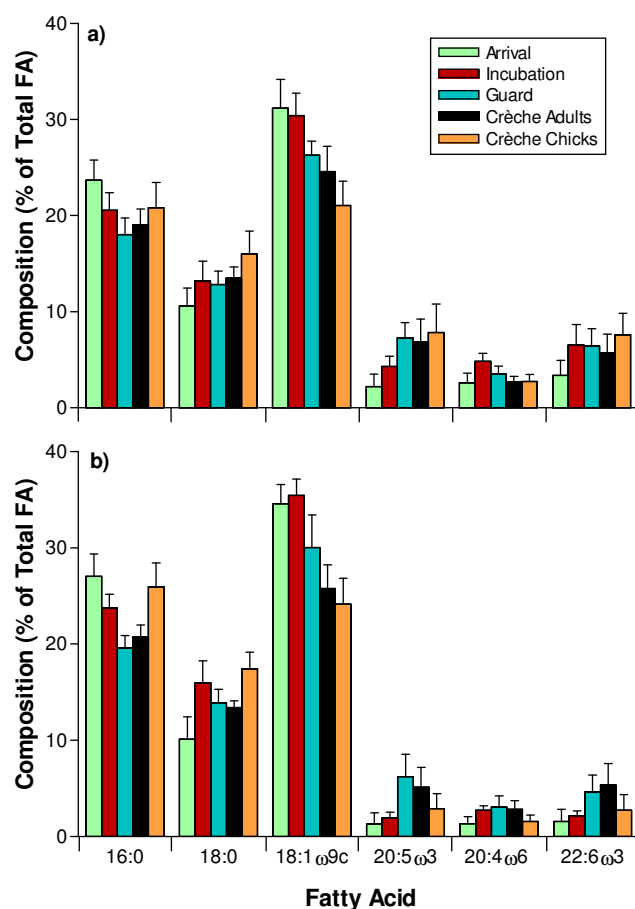 a)
Arrival
Incubation
Guard
Crèche Adults
Crèche Chicks
Composition (% of Total FA)
40
30
20
10
0
b)
Composition (% of Total FA)
40
30
20
10
0
16:0 18:0 18:1ω9c 20:5ω3 20:4ω6 22:6ω3
Fatty Acid